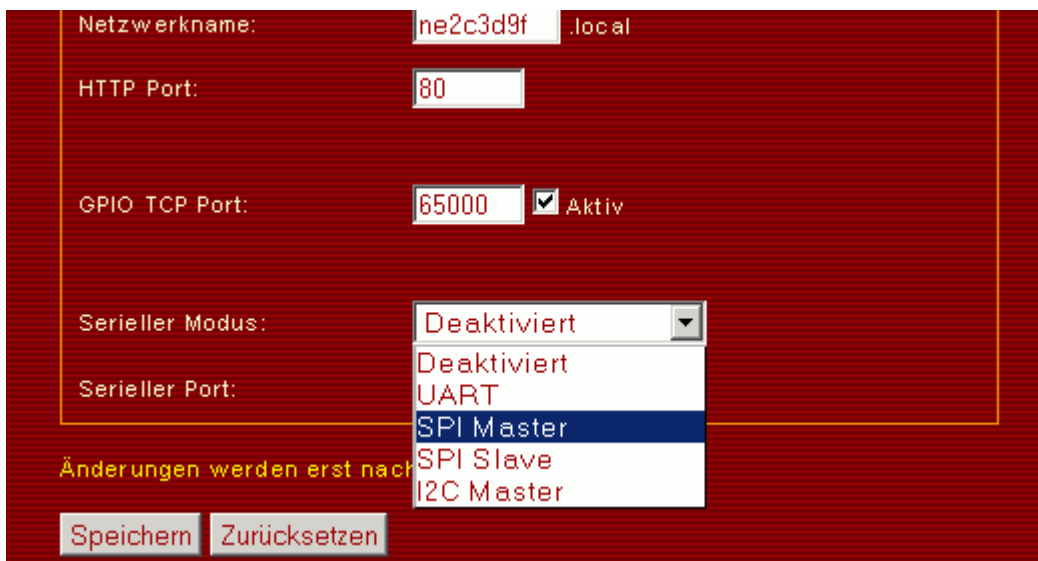 Netzwerkname: ne2c3d9f .local
HTTP Port: 80
GPIO TCP Port: 65000 Aktiv
Serieller Modus: Deaktiviert
Deaktiviert
Serieller Port: UART
SPI Master
Änderungen werden erst nach SPI Slave
I2C Master
Speichern Zurücksetzen